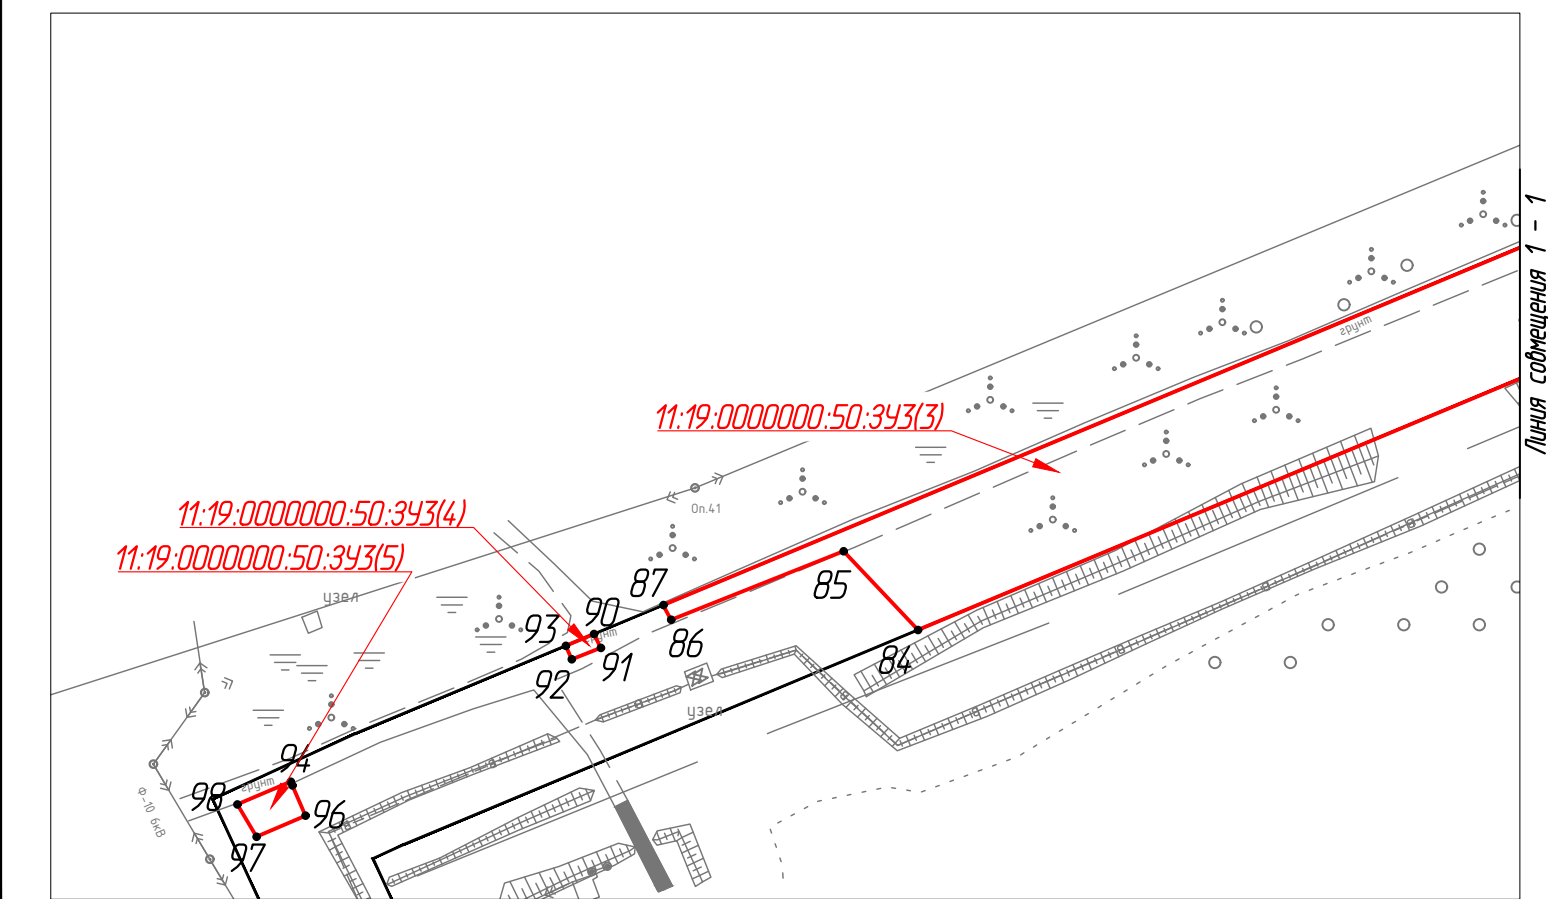 Линия совмещения 1 - 1
грунт
11:19:0000000:50:ЗУ3(3)
Оп.41
11:19:0000000:50:ЗУ3(4)
11:19:0000000:50:ЗУ3(5)
узел
87
85
90
93
86
грунт
91
84
92
узел
94
98
грунт
96
Ф-10 6кВ
97